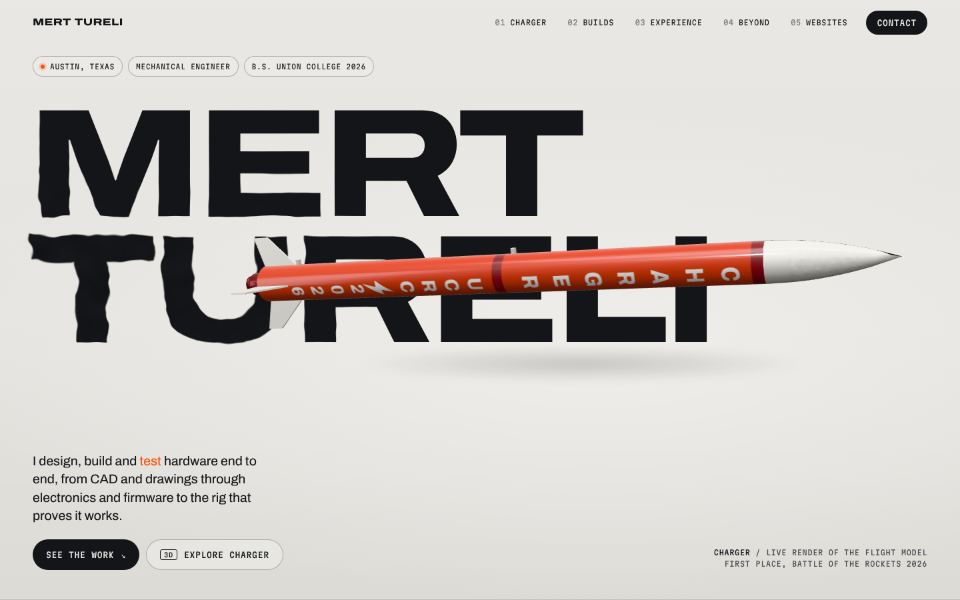 MERT TURELI
01 CHARGER
02 BUILDS
03 EXPERIENCE
04 BEYOND
05 WEBSITES
CONTACT
AUSTIN, TEXAS
MECHANICAL ENGINEER
B.S. UNION COLLEGE 2026
MERT
TURELI
CHARGER
UCRC⚡2026
I design, build and test hardware end to
end, from CAD and drawings through
electronics and firmware to the rig that
proves it works.
SEE THE WORK ↘
3D EXPLORE CHARGER
CHARGER / LIVE RENDER OF THE FLIGHT MODEL
FIRST PLACE, BATTLE OF THE ROCKETS 2026